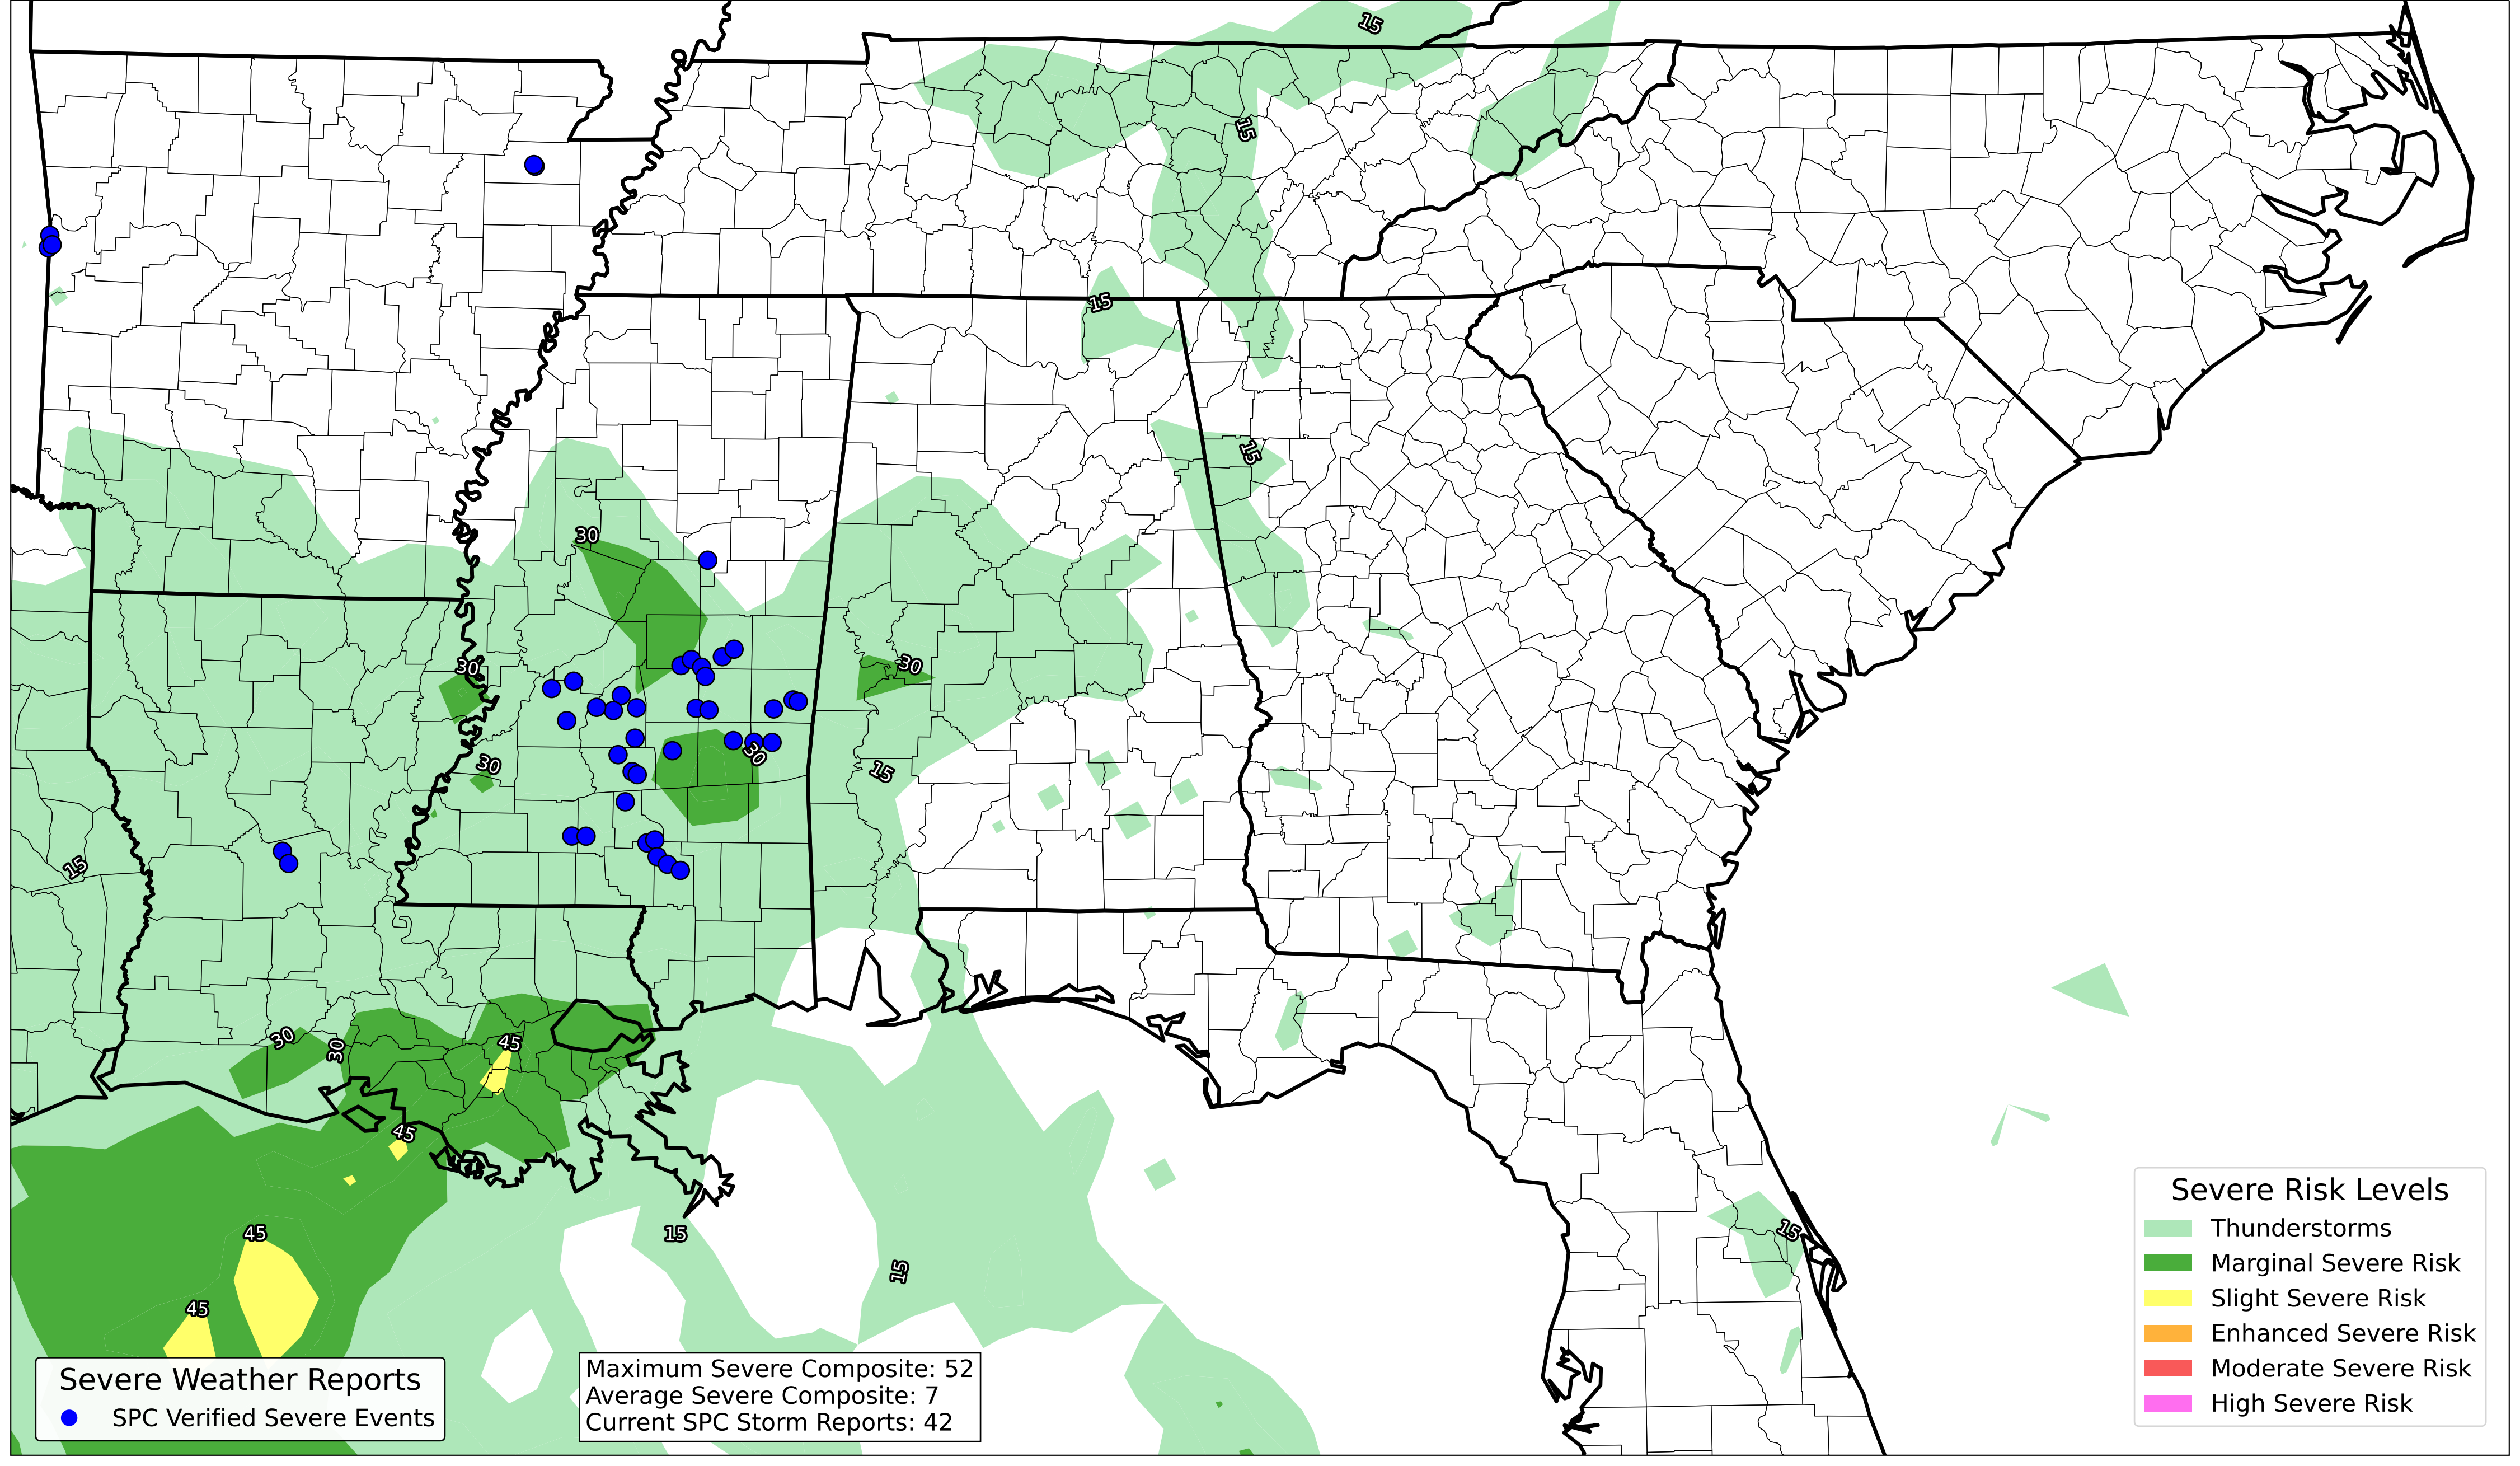 15
15
15
15
30
30
30
30
30
15
15
30
30
45
45
15
45
15
15
45
Severe Risk Levels
Thunderstorms
Marginal Severe Risk
Slight Severe Risk
Enhanced Severe Risk
Moderate Severe Risk
High Severe Risk
Severe Weather Reports
SPC Verified Severe Events
Maximum Severe Composite: 52
Average Severe Composite: 7
Current SPC Storm Reports: 42